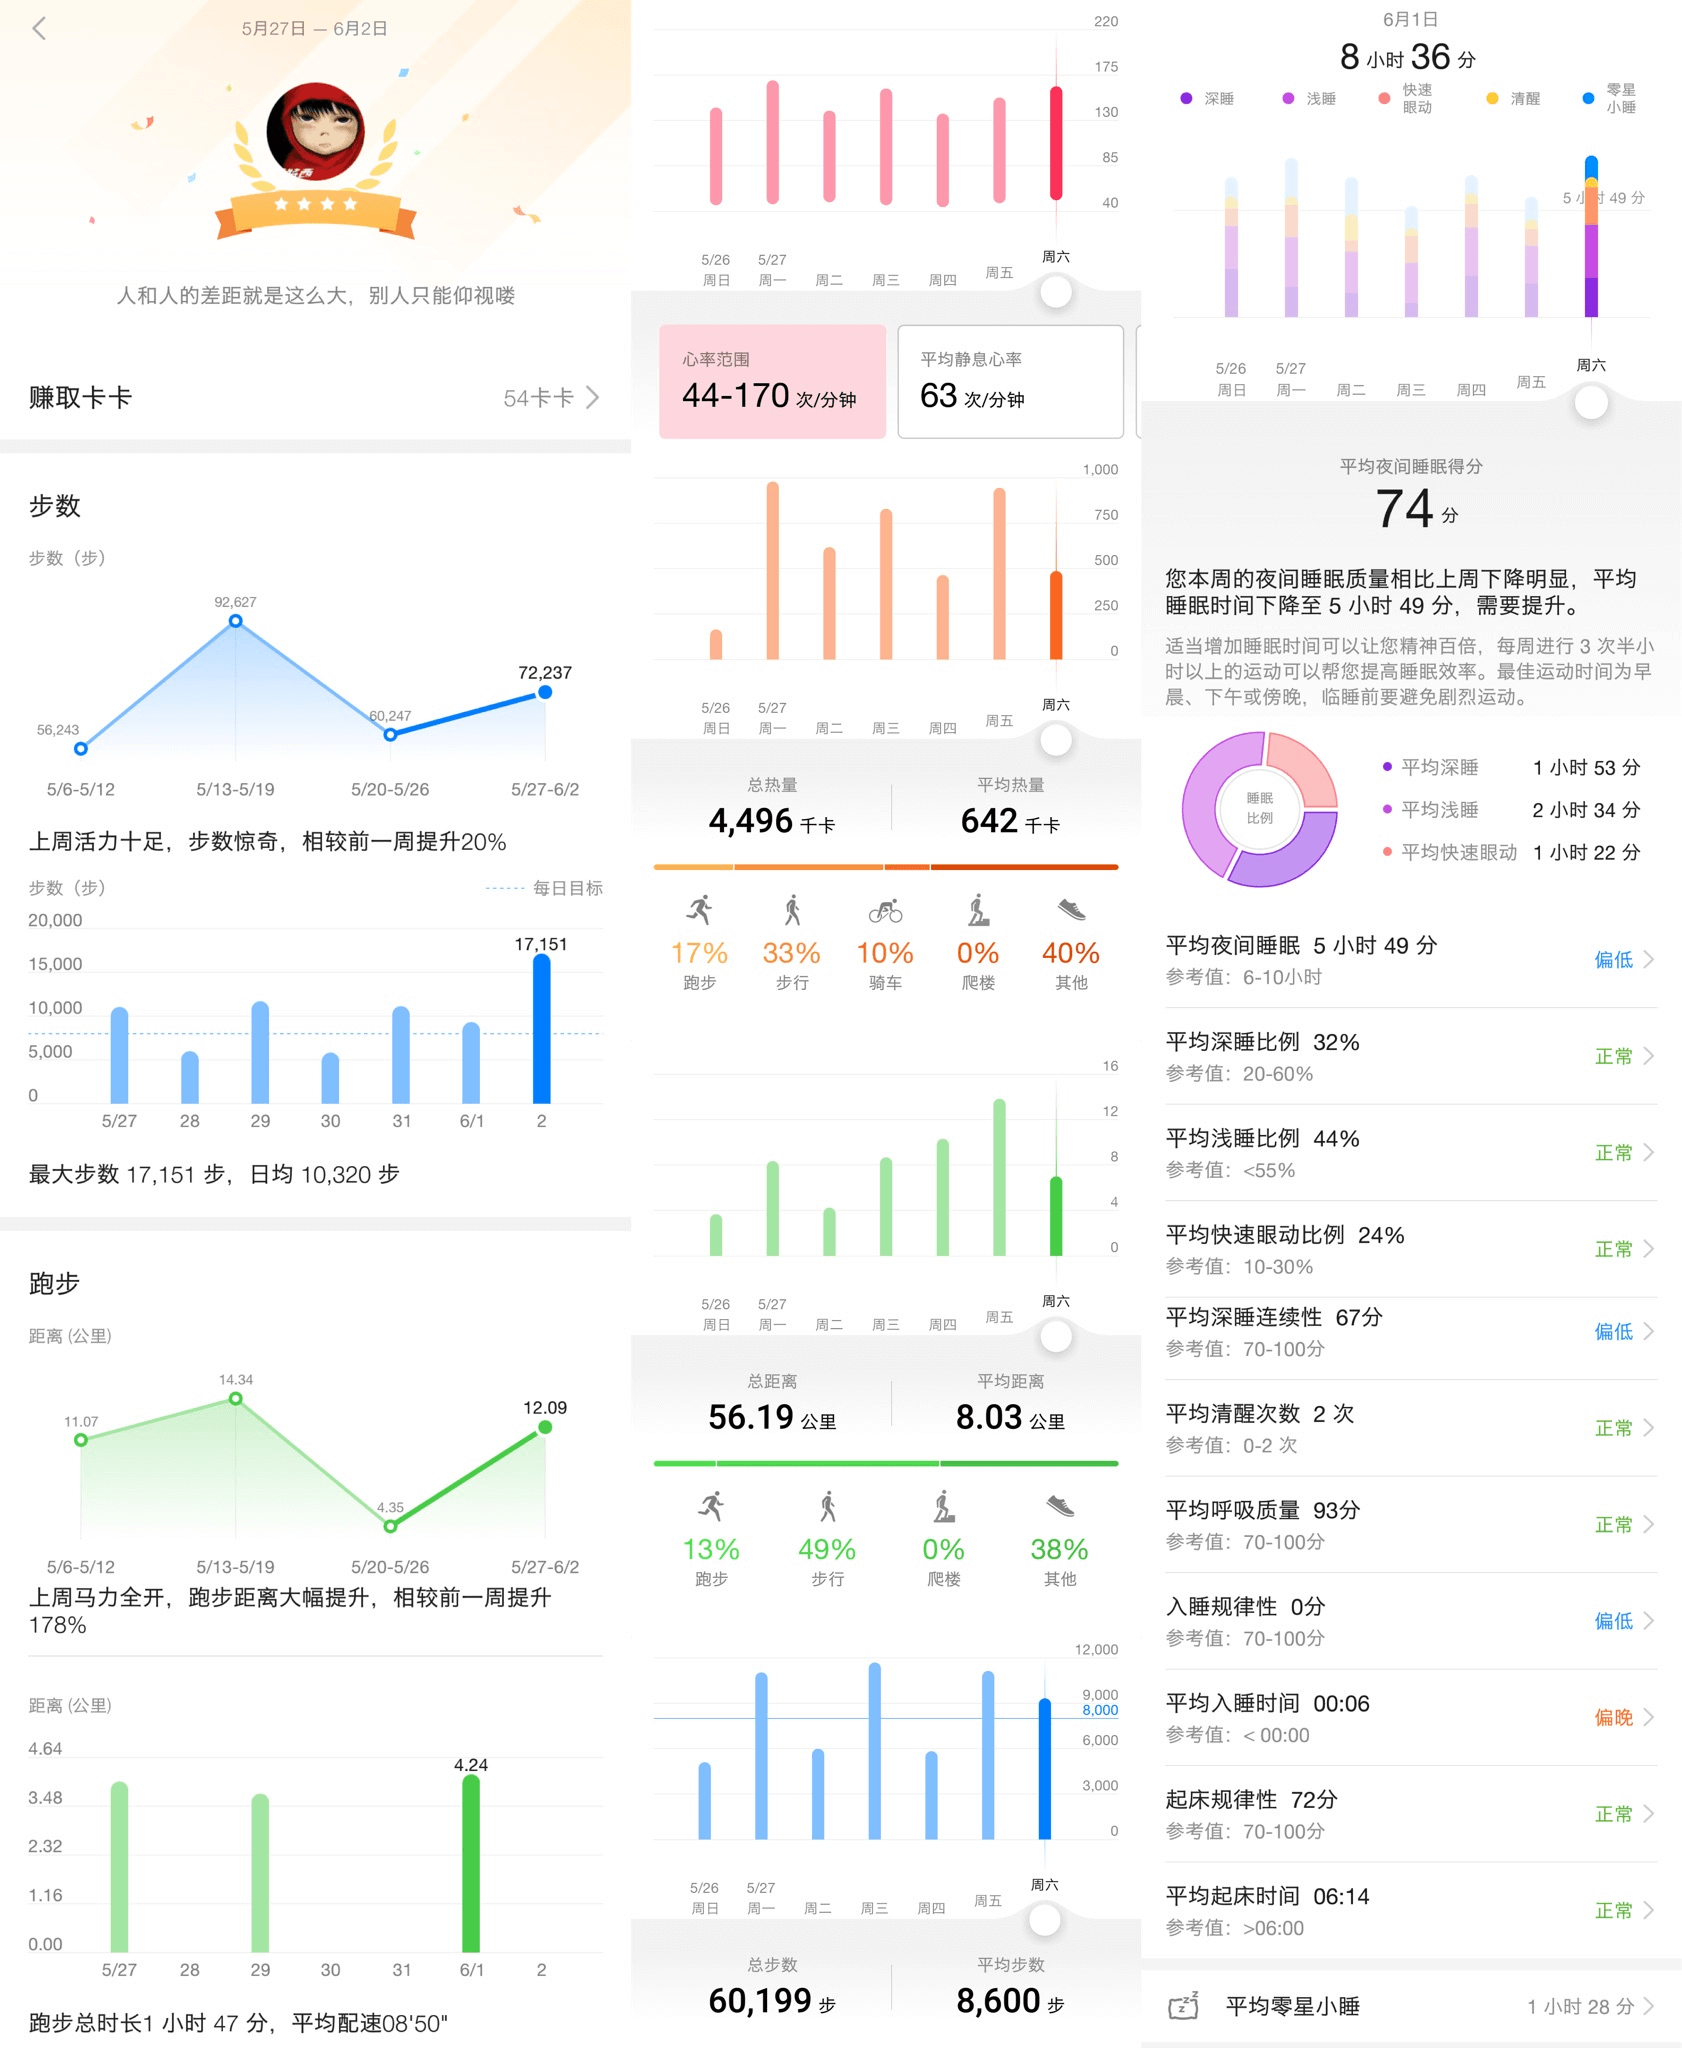 5月27日 — 6月2日
人和人的差距就是这么大，别人只能仰视喽
赚取卡卡
54卡卡
步数
步数（步）
92,627
72,237
60,247
56,243
5/6-5/12
5/13-5/19
5/20-5/26
5/27-6/2
上周活力十足，步数惊奇，相较前一周提升20%
步数（步）
每日目标
20,000
17,151
15,000
10,000
5,000
0
5/27
28
29
30
31
6/1
2
最大步数 17,151 步，日均 10,320 步
跑步
距离 (公里)
14.34
12.09
11.07
4.35
5/6-5/12
5/13-5/19
5/20-5/26
5/27-6/2
上周马力全开，跑步距离大幅提升，相较前一周提升
178%
距离 (公里)
4.64
4.24
3.48
2.32
1.16
0.00
5/27
28
29
30
31
6/1
2
跑步总时长1 小时 47 分，平均配速08'50"
220
175
130
85
40
5/26
周日
5/27
周一
周二
周三
周四
周五
周六
心率范围
44-170 次/分钟
平均静息心率
63 次/分钟
1,000
750
500
250
0
5/26
周日
5/27
周一
周二
周三
周四
周五
周六
总热量
4,496 千卡
平均热量
642 千卡
17%
跑步
33%
步行
10%
骑车
0%
爬楼
40%
其他
16
12
8
4
0
5/26
周日
5/27
周一
周二
周三
周四
周五
周六
总距离
56.19 公里
平均距离
8.03 公里
13%
跑步
49%
步行
0%
爬楼
38%
其他
12,000
9,000
8,000
6,000
3,000
0
5/26
周日
5/27
周一
周二
周三
周四
周五
周六
总步数
60,199 步
平均步数
8,600 步
6月1日
8 小时 36 分
深睡
浅睡
快速
眼动
清醒
零星
小睡
5 小时 49 分
5/26
周日
5/27
周一
周二
周三
周四
周五
周六
平均夜间睡眠得分
74 分
您本周的夜间睡眠质量相比上周下降明显，平均
睡眠时间下降至 5 小时 49 分，需要提升。
适当增加睡眠时间可以让您精神百倍，每周进行 3 次半小
时以上的运动可以帮您提高睡眠效率。最佳运动时间为早
晨、下午或傍晚，临睡前要避免剧烈运动。
睡眠
比例
平均深睡 1 小时 53 分
平均浅睡 2 小时 34 分
平均快速眼动 1 小时 22 分
平均夜间睡眠 5 小时 49 分
参考值：6-10小时
偏低
平均深睡比例 32%
参考值：20-60%
正常
平均浅睡比例 44%
参考值：<55%
正常
平均快速眼动比例 24%
参考值：10-30%
正常
平均深睡连续性 67分
参考值：70-100分
偏低
平均清醒次数 2 次
参考值：0-2 次
正常
平均呼吸质量 93分
参考值：70-100分
正常
入睡规律性 0分
参考值：70-100分
偏低
平均入睡时间 00:06
参考值：< 00:00
偏晚
起床规律性 72分
参考值：70-100分
正常
平均起床时间 06:14
参考值：>06:00
正常
平均零星小睡
1 小时 28 分